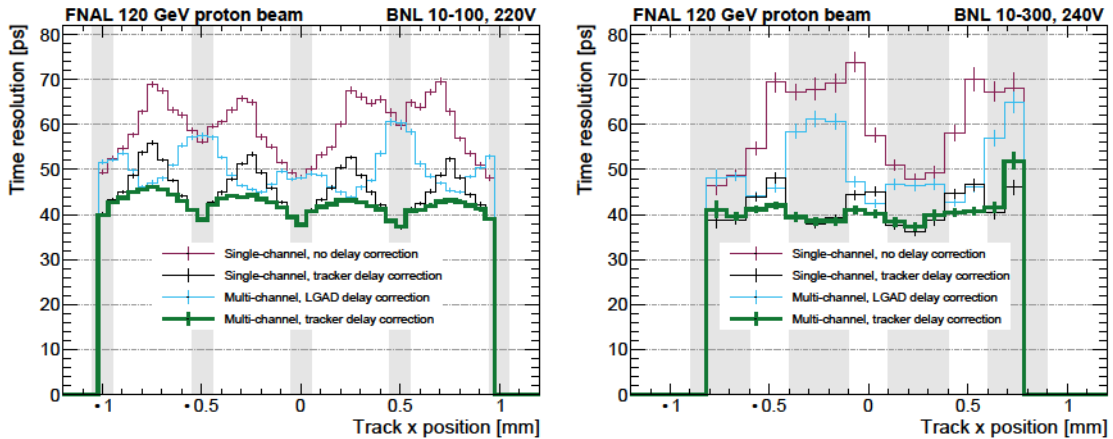 FNAL 120 GeV proton beam BNL 10-100, 220V
Time resolution [ps]
80
70
60
50
40
30
20
10
0
Single-channel, no delay correction
Single-channel, tracker delay correction
Multi-channel, LGAD delay correction
Multi-channel, tracker delay correction
-1 -0.5 0 0.5 1
Track x position [mm]
FNAL 120 GeV proton beam BNL 10-300, 240V
Time resolution [ps]
80
70
60
50
40
30
20
10
0
Single-channel, no delay correction
Single-channel, tracker delay correction
Multi-channel, LGAD delay correction
Multi-channel, tracker delay correction
-1 -0.5 0 0.5 1
Track x position [mm]